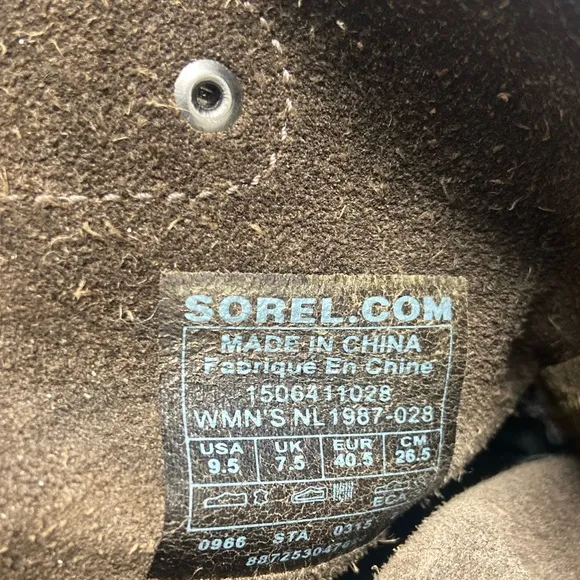 SOREL.COM
MADE IN CHINA
Fabrique En Chine
1506411028
WMN'S NL1987-028
USA UK EUR CM
9.5 7.5 40.5 26.5
0966 STA 0315